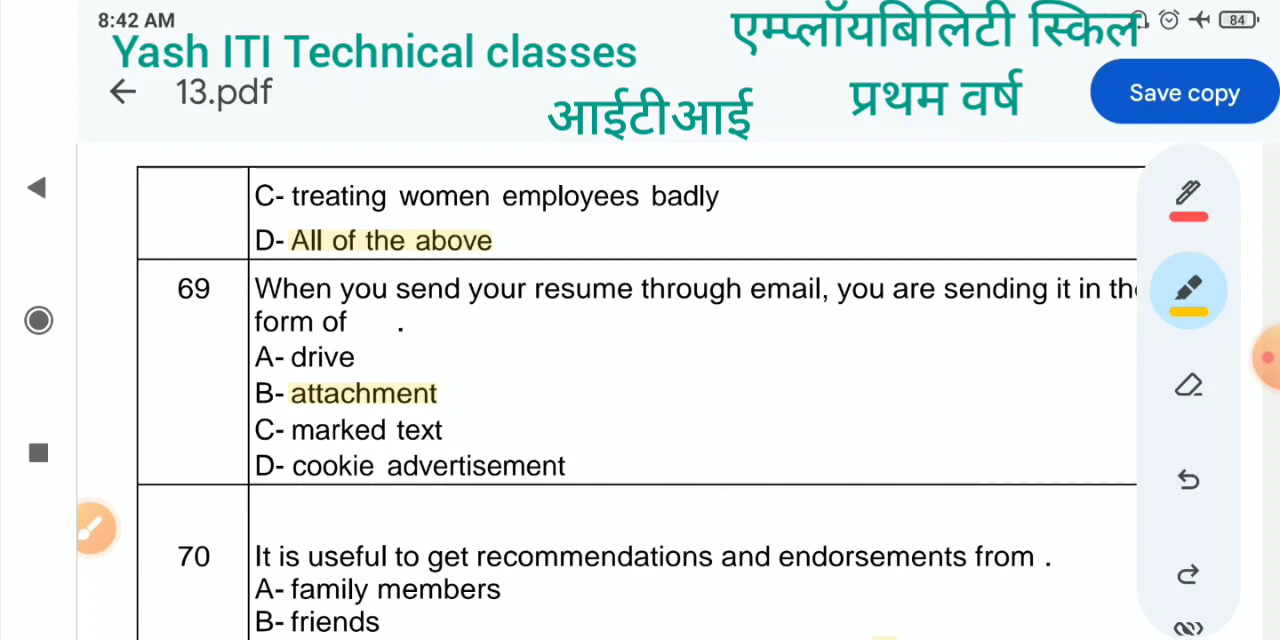 8:42 AM
84
Yash ITI Technical classes
एम्प्लॉयबिलिटी स्किल
13.pdf
आईटीआई
प्रथम वर्ष
Save copy
C- treating women employees badly
D- All of the above
69
When you send your resume through email, you are sending it in the
form of .
A- drive
B- attachment
C- marked text
D- cookie advertisement
70
It is useful to get recommendations and endorsements from .
A- family members
B- friends